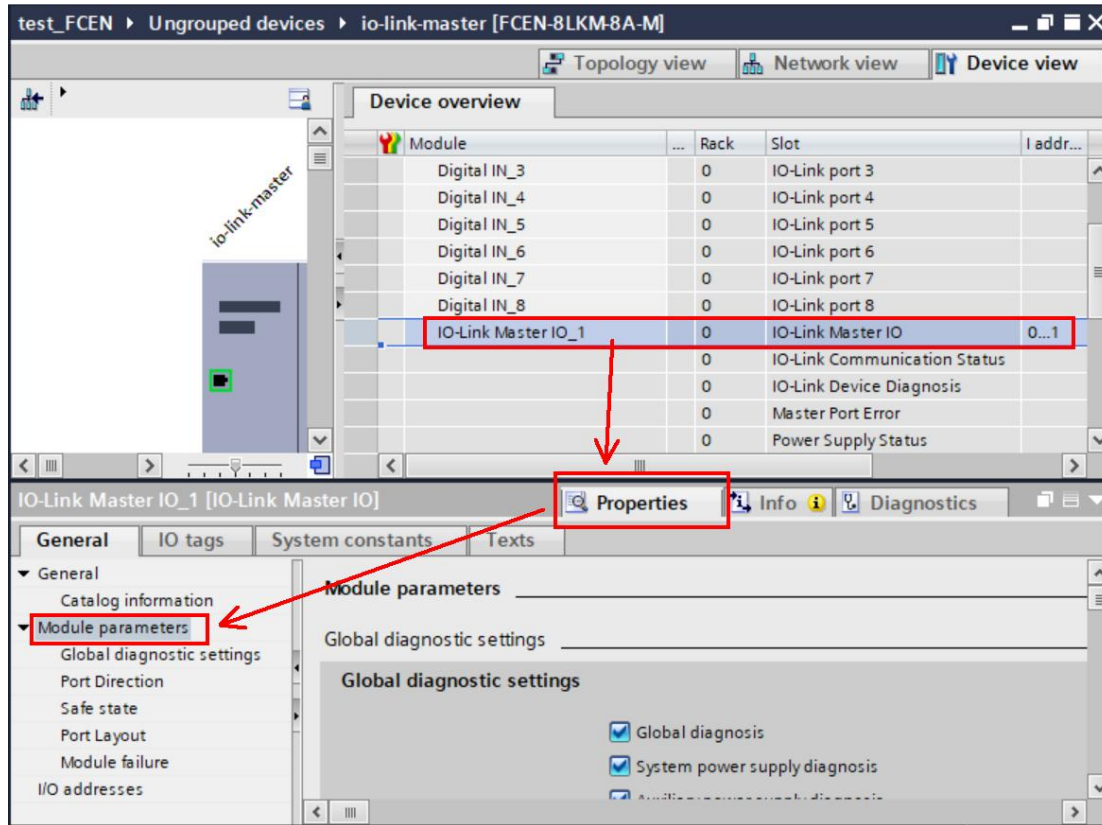 test_FCEN ▸ Ungrouped devices ▸ io-link-master [FCEN-8LKM-8A-M]
Topology view Network view Device view
Device overview
Module ... Rack Slot I addr...
Digital IN_3 0 IO-Link port 3
Digital IN_4 0 IO-Link port 4
Digital IN_5 0 IO-Link port 5
Digital IN_6 0 IO-Link port 6
Digital IN_7 0 IO-Link port 7
Digital IN_8 0 IO-Link port 8
IO-Link Master IO_1 0 IO-Link Master IO 0...1
0 IO-Link Communication Status
0 IO-Link Device Diagnosis
0 Master Port Error
0 Power Supply Status
io-link-master
IO-Link Master IO_1 [IO-Link Master IO]
Properties Info Diagnostics
General IO tags System constants Texts
General
Catalog information
Module parameters
Global diagnostic settings
Port Direction
Safe state
Port Layout
Module failure
I/O addresses
Module parameters
Global diagnostic settings
Global diagnostic settings
Global diagnosis
System power supply diagnosis